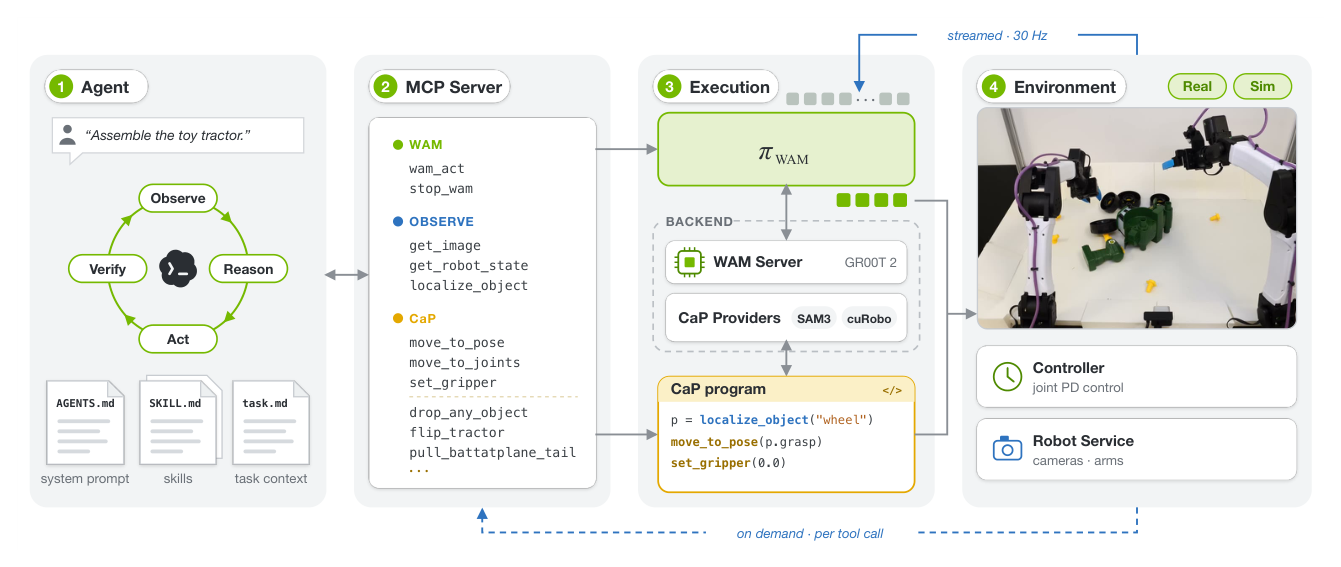 streamed · 30 Hz
1 Agent
“Assemble the toy tractor.”
Observe
Verify
Reason
Act
AGENTS.md
SKILL.md
task.md
system prompt
skills
task context
2 MCP Server
WAM
wam_act
stop_wam
OBSERVE
get_image
get_robot_state
localize_object
CaP
move_to_pose
move_to_joints
set_gripper
drop_any_object
flip_tractor
pull_battatplane_tail
...
3 Execution
...
π WAM
BACKEND
WAM Server GR00T 2
CaP Providers SAM3 cuRobo
CaP program </>
p = localize_object("wheel")
move_to_pose(p.grasp)
set_gripper(0.0)
4 Environment
Real
Sim
Controller
joint PD control
Robot Service
cameras · arms
on demand · per tool call